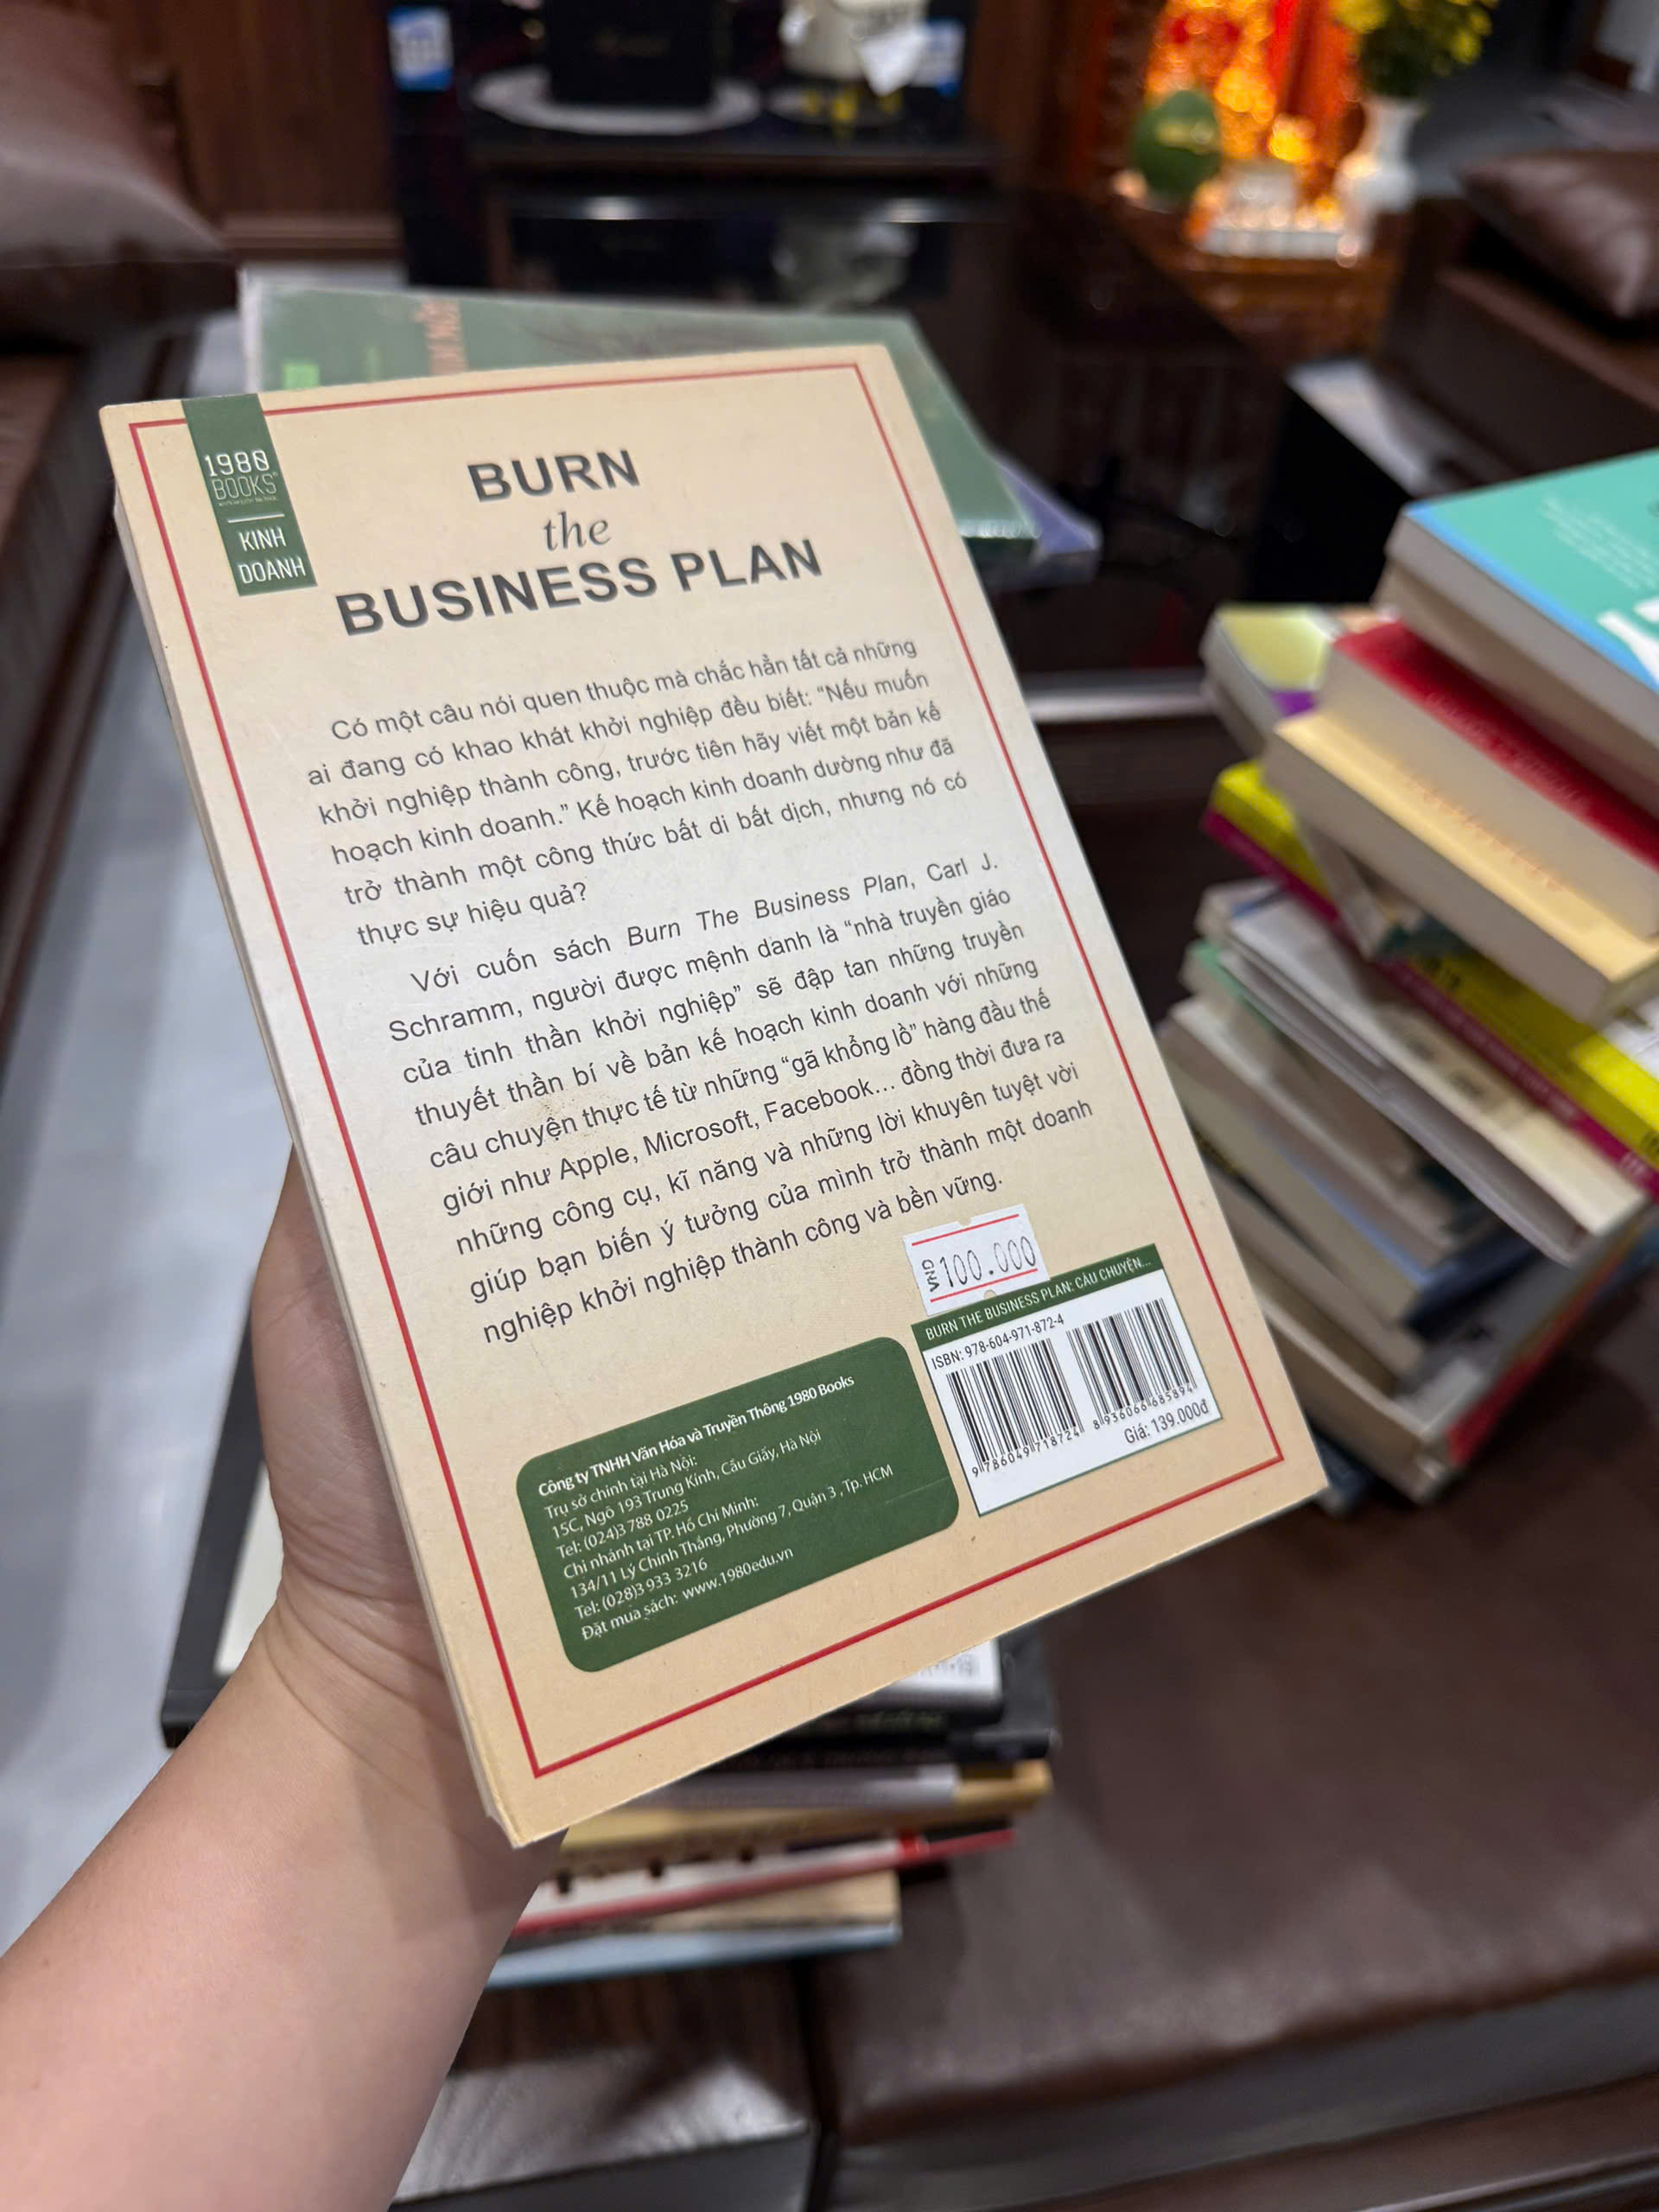 1980
BOOKS
KINH
DOANH
BURN
the
BUSINESS PLAN
Có một câu nói quen thuộc mà chắc hẳn tất cả những
ai đang có khao khát khởi nghiệp đều biết: “Nếu muốn
khởi nghiệp thành công, trước tiên hãy viết một bản kế
hoạch kinh doanh.” Kế hoạch kinh doanh dường như đã
trở thành một công thức bất di bất dịch, nhưng nó có
thực sự hiệu quả?
Với cuốn sách Burn The Business Plan, Carl J.
Schramm, người được mệnh danh là “nhà truyền giáo
của tinh thần khởi nghiệp” sẽ đập tan những truyền
thuyết thần bí về bản kế hoạch kinh doanh với những
câu chuyện thực tế từ những “gã khổng lồ” hàng đầu thế
giới như Apple, Microsoft, Facebook... đồng thời đưa ra
những công cụ, kĩ năng và những lời khuyên tuyệt vời
giúp bạn biến ý tưởng của mình trở thành một doanh
nghiệp khởi nghiệp thành công và bền vững.
VNG 100.000
BURN THE BUSINESS PLAN: CÂU CHUYỆN...
ISBN: 978-604-971-872-4
9 786049 718724
8 936066 685894
Giá: 139.000đ
Công ty TNHH Văn Hóa và Truyền Thông 1980 Books
Trụ sở chính tại Hà Nội:
15C, Ngõ 193 Trung Kính, Cầu Giấy, Hà Nội
Tel: (024)3 788 0225
Chi nhánh tại TP. Hồ Chí Minh:
134/11 Lý Chính Thắng, Phường 7, Quận 3 , Tp. HCM
Tel: (028)3 933 3216
Đặt mua sách: www.1980edu.vn